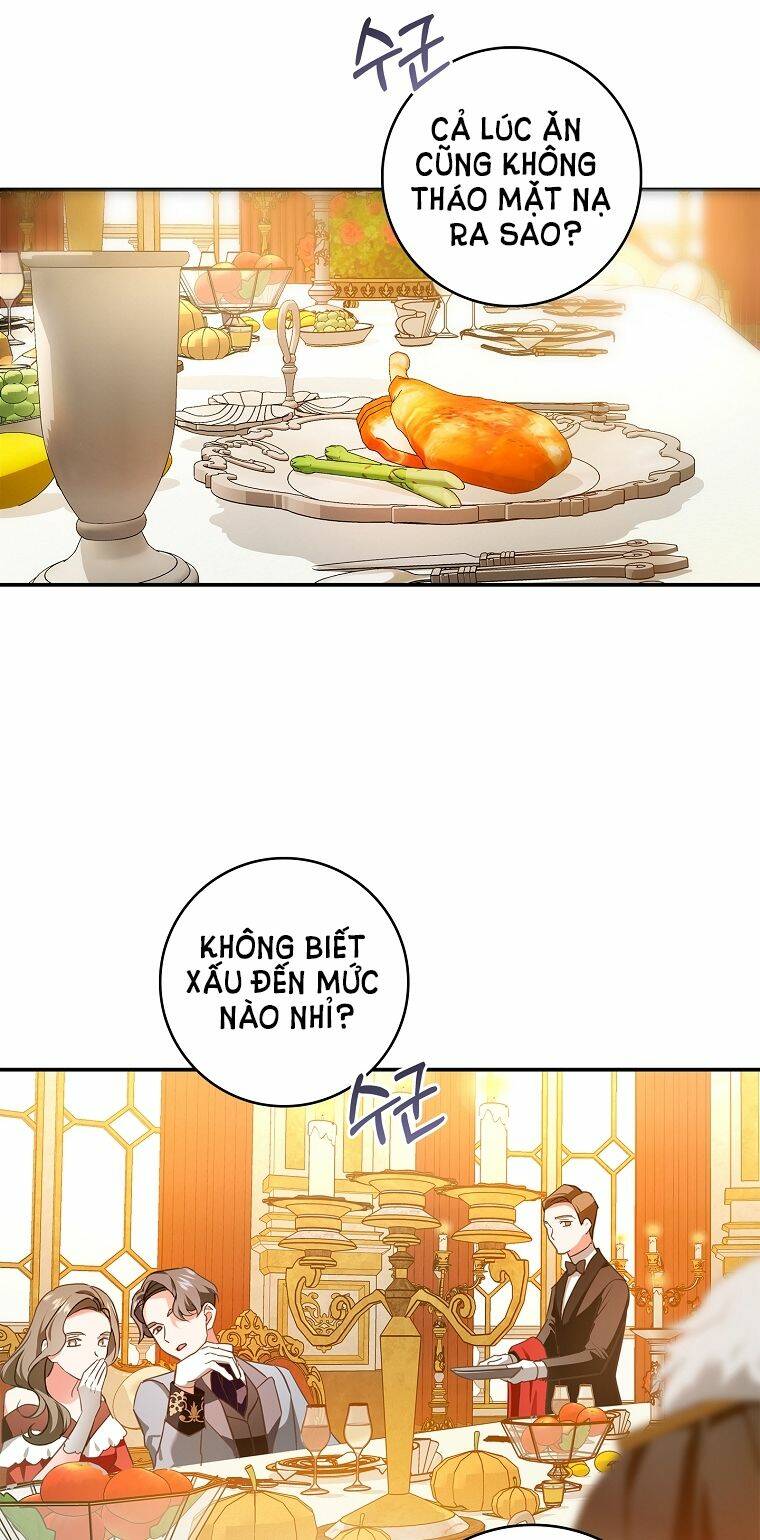 수군
CẢ LÚC ĂN
CŨNG KHÔNG
THÁO MẶT NẠ
RA SAO?
KHÔNG BIẾT
XẤU ĐẾN MỨC
NÀO NHỈ?
수군